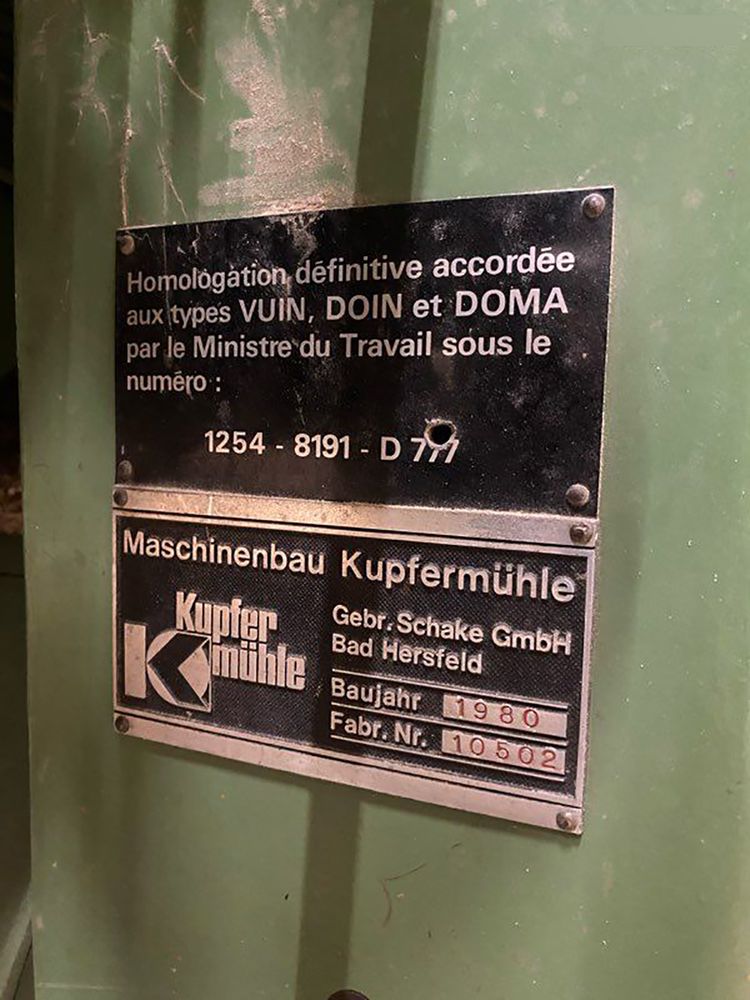 Homologation définitive accordée
aux types VUIN, DOIN et DOMA
par le Ministre du Travail sous le
numéro :
1254 - 8191 - D 777
Maschinenbau Kupfermühle
Kupfer
mühle
Gebr. Schake GmbH
Bad Hersfeld
Baujahr 1980
Fabr. Nr. 10502